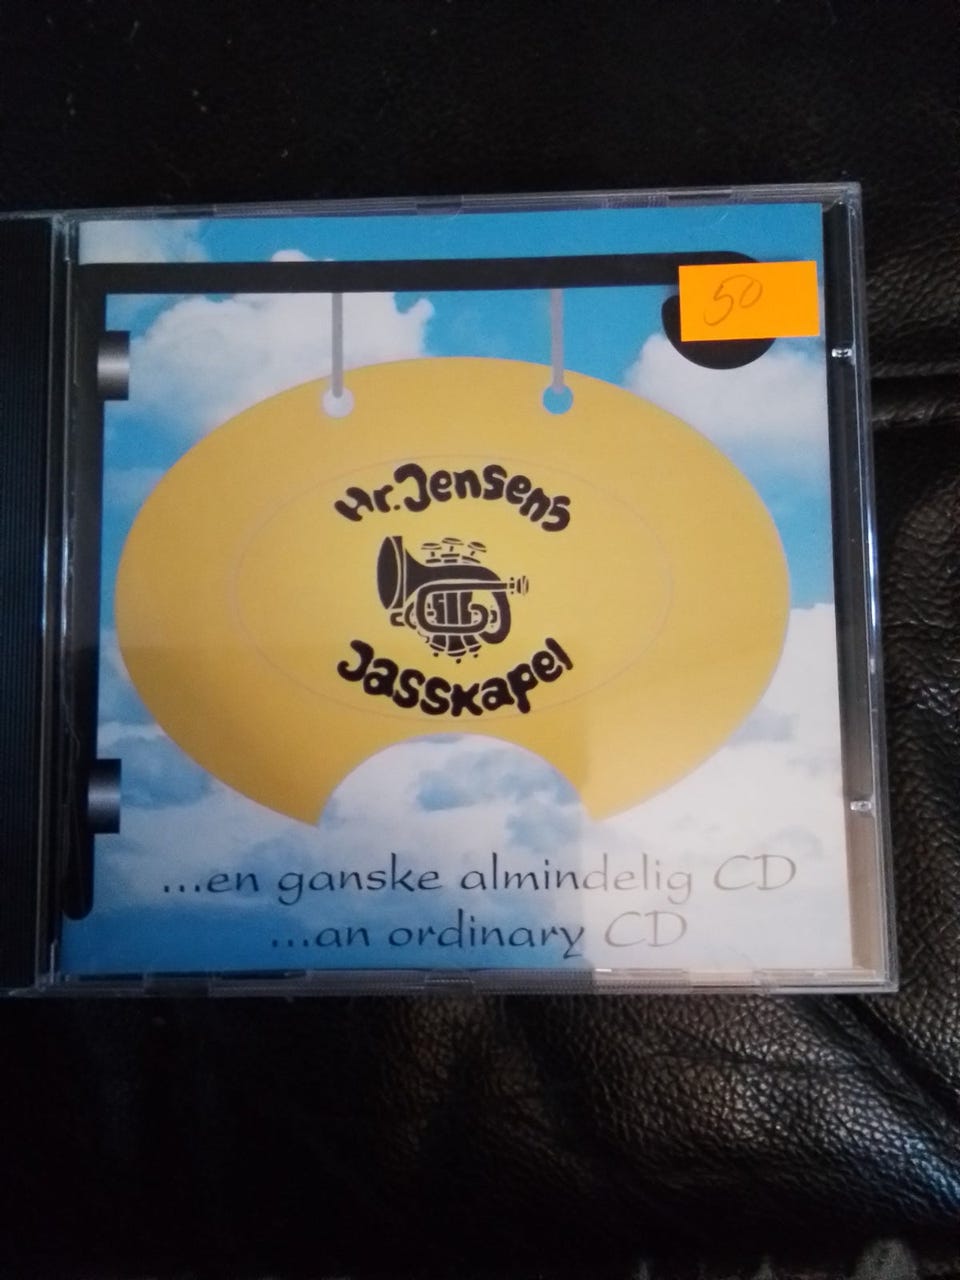 50
Hr. Jensens
Jasskapel
...en ganske almindelig CD
...an ordinary CD